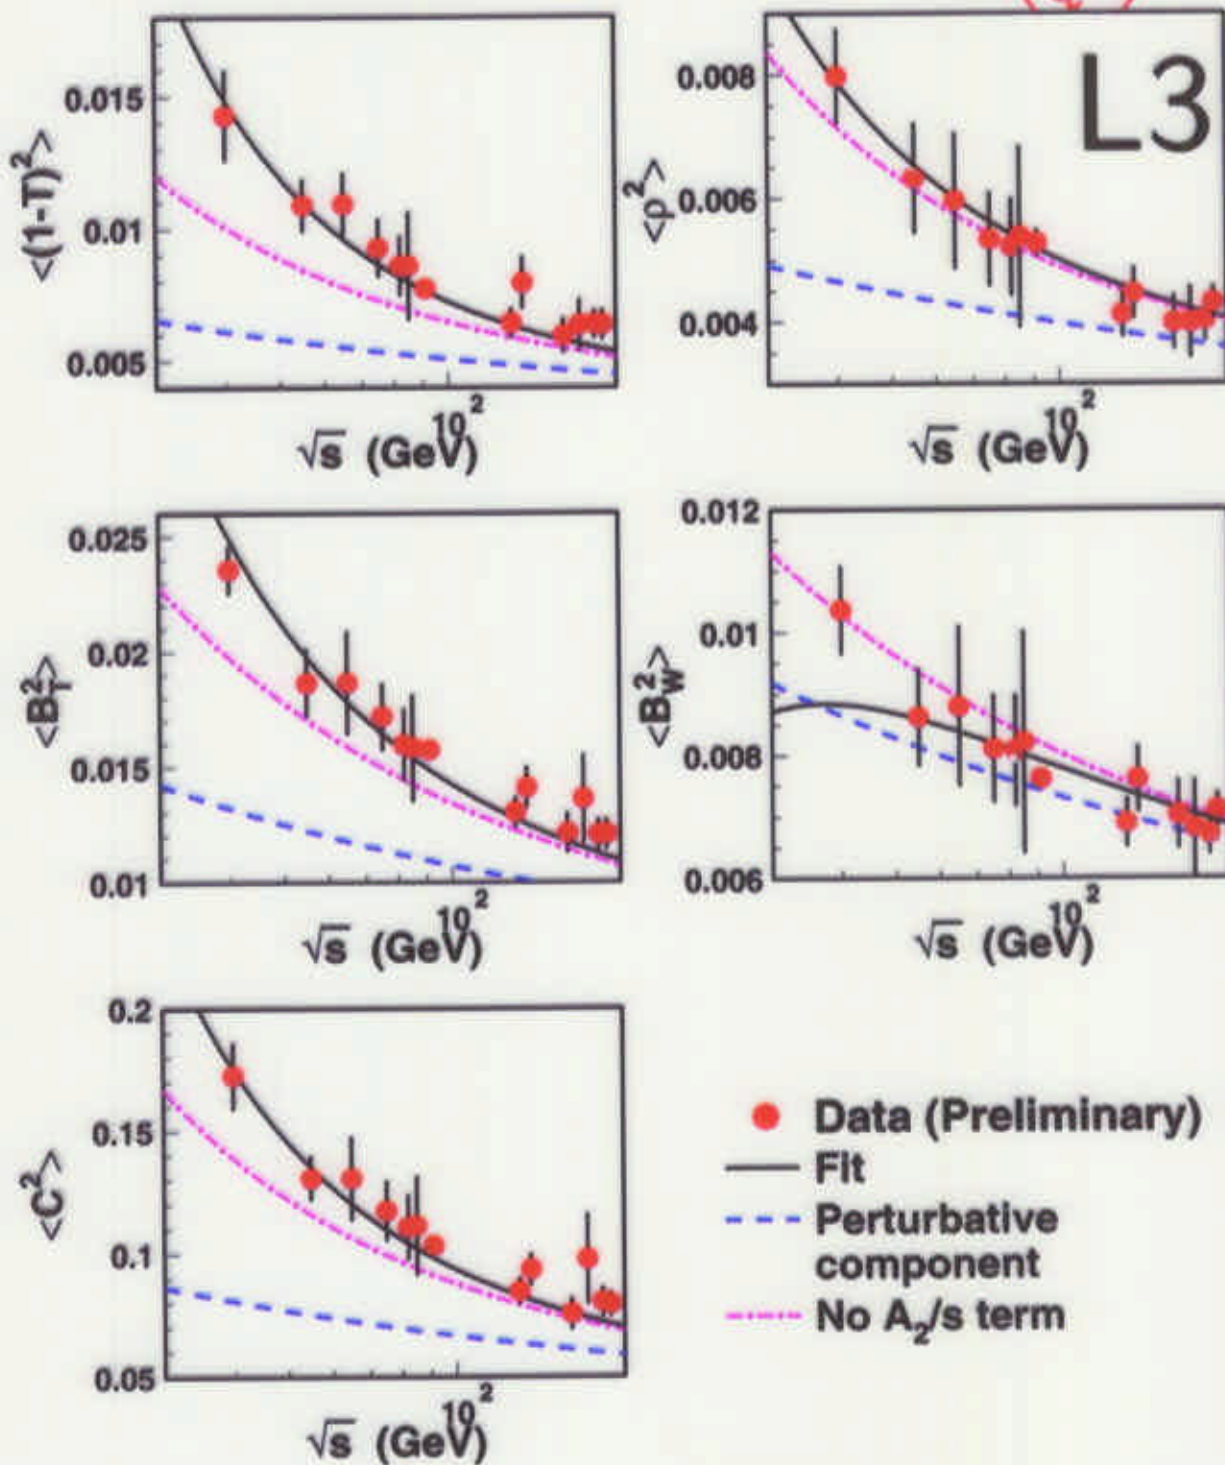 L3
0.015
0.01
0.005
<(1-T)²>
10²
√s (GeV)
0.008
0.006
0.004
<ρ²>
10²
√s (GeV)
0.025
0.02
0.015
0.01
<B_T²>
10²
√s (GeV)
0.012
0.01
0.008
0.006
<B_W²>
10²
√s (GeV)
0.2
0.15
0.1
0.05
<C²>
10²
√s (GeV)
Data (Preliminary)
Fit
Perturbative
component
No A₂/s term